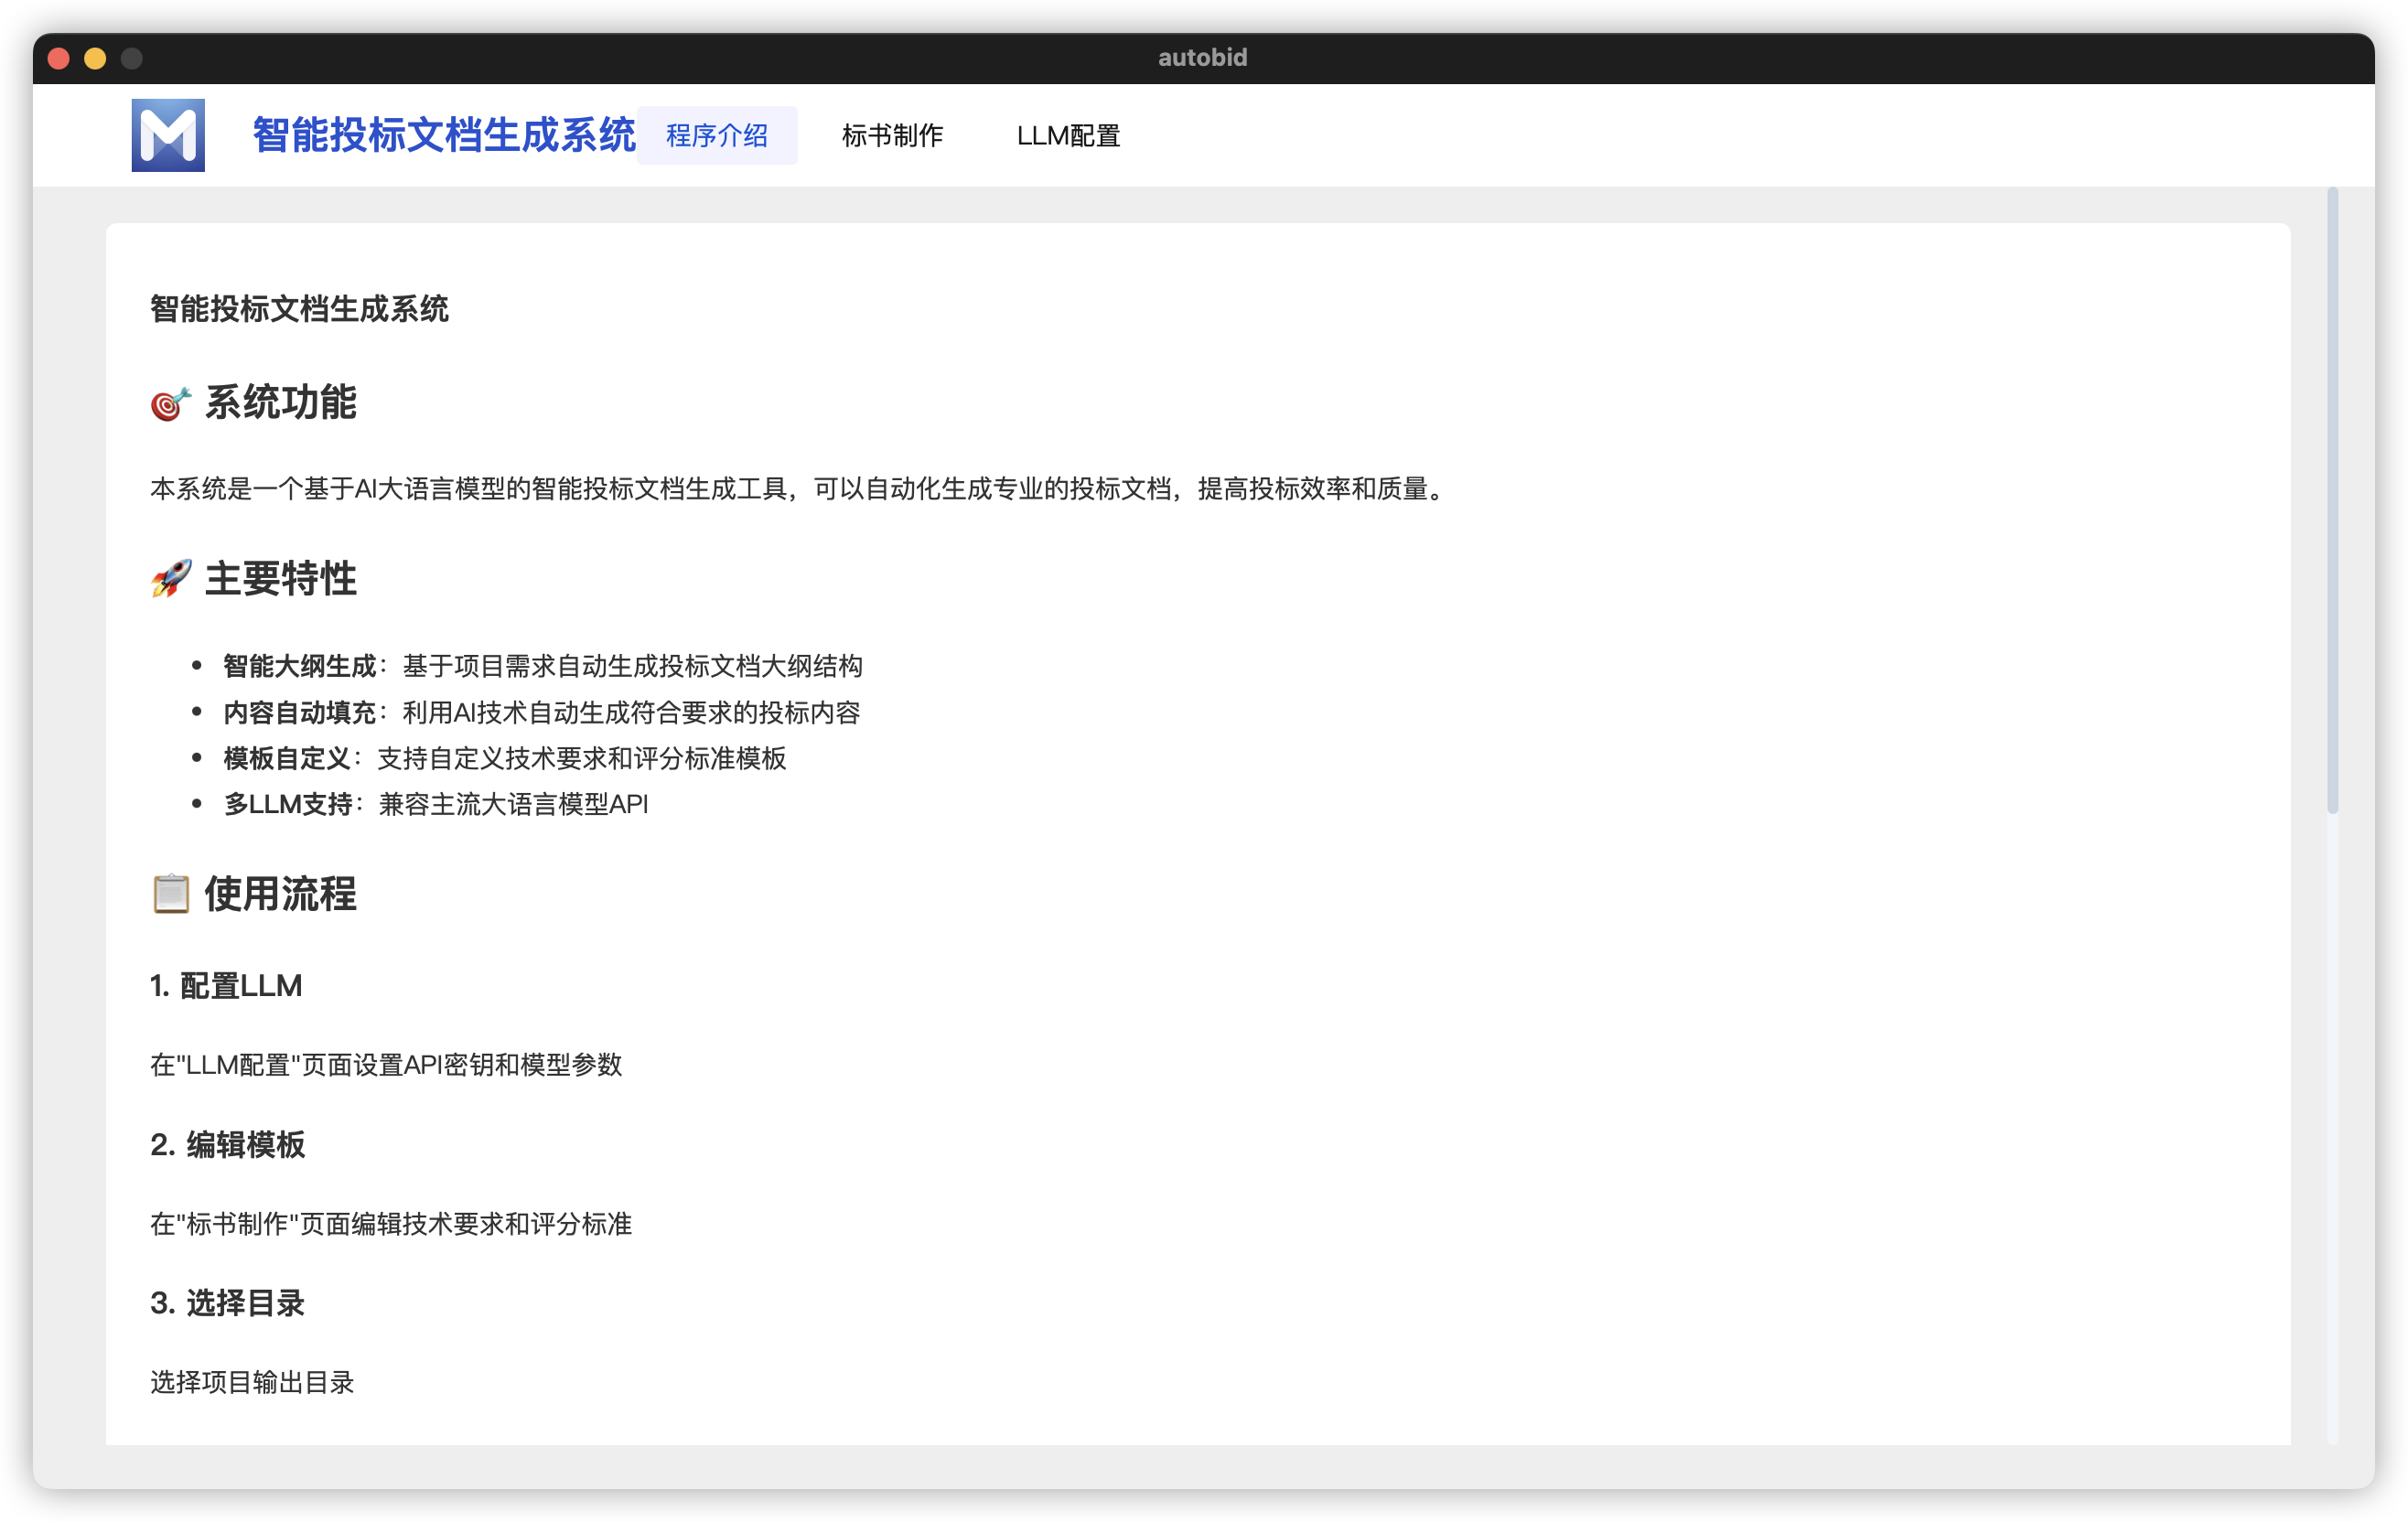 autobid
智能投标文档生成系统 程序介绍 标书制作 LLM配置
智能投标文档生成系统
🎯 系统功能
本系统是一个基于AI大语言模型的智能投标文档生成工具，可以自动化生成专业的投标文档，提高投标效率和质量。
🚀 主要特性
• 智能大纲生成：基于项目需求自动生成投标文档大纲结构
• 内容自动填充：利用AI技术自动生成符合要求的投标内容
• 模板自定义：支持自定义技术要求和评分标准模板
• 多LLM支持：兼容主流大语言模型API
📋 使用流程
1. 配置LLM
在"LLM配置"页面设置API密钥和模型参数
2. 编辑模板
在"标书制作"页面编辑技术要求和评分标准
3. 选择目录
选择项目输出目录